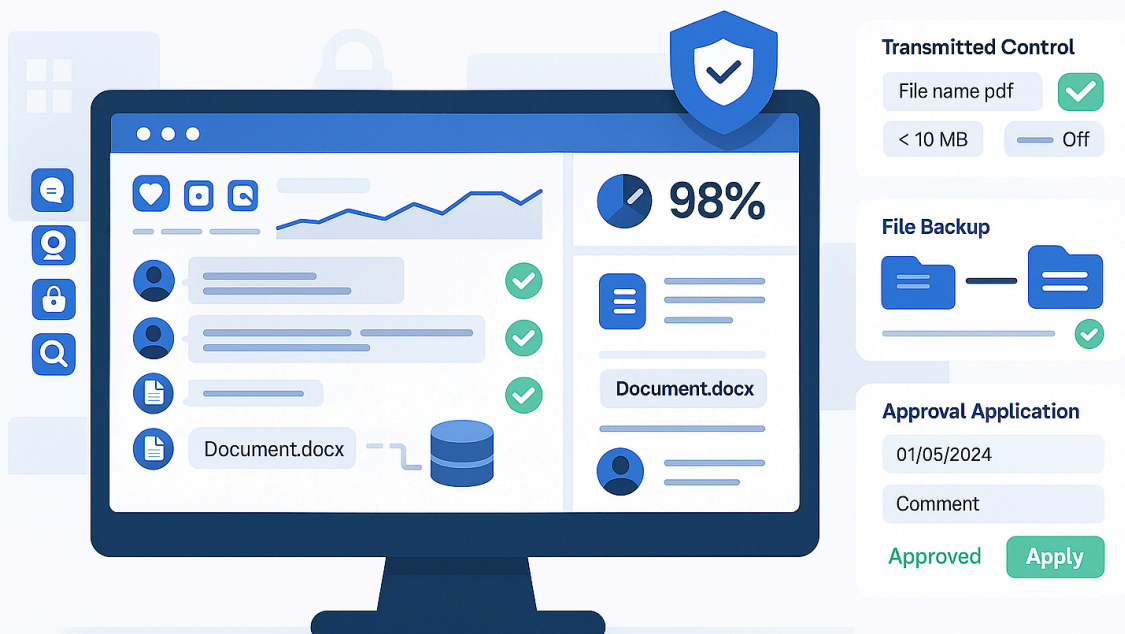 98%
Document.docx
Document.docx
Transmitted Control
File name pdf
< 10 MB
Off
File Backup
Approval Application
01/05/2024
Comment
Approved
Apply